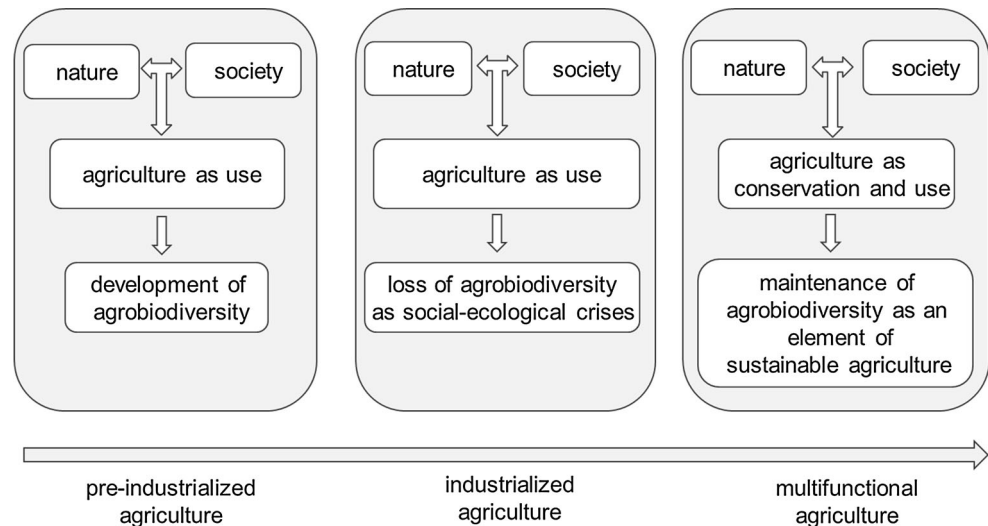 nature
society
agriculture as use
development of
agrobiodiversity
nature
society
agriculture as use
loss of agrobiodiversity
as social-ecological crises
nature
society
agriculture as
conservation and use
maintenance of
agrobiodiversity as an
element of
sustainable agriculture
pre-industrialized
agriculture
industrialized
agriculture
multifunctional
agriculture